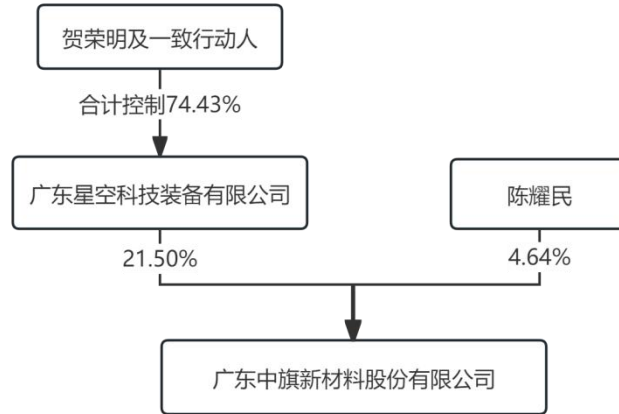 贺荣明及一致行动人
合计控制74.43%
广东星空科技装备有限公司
陈耀民
21.50%
4.64%
广东中旗新材料股份有限公司